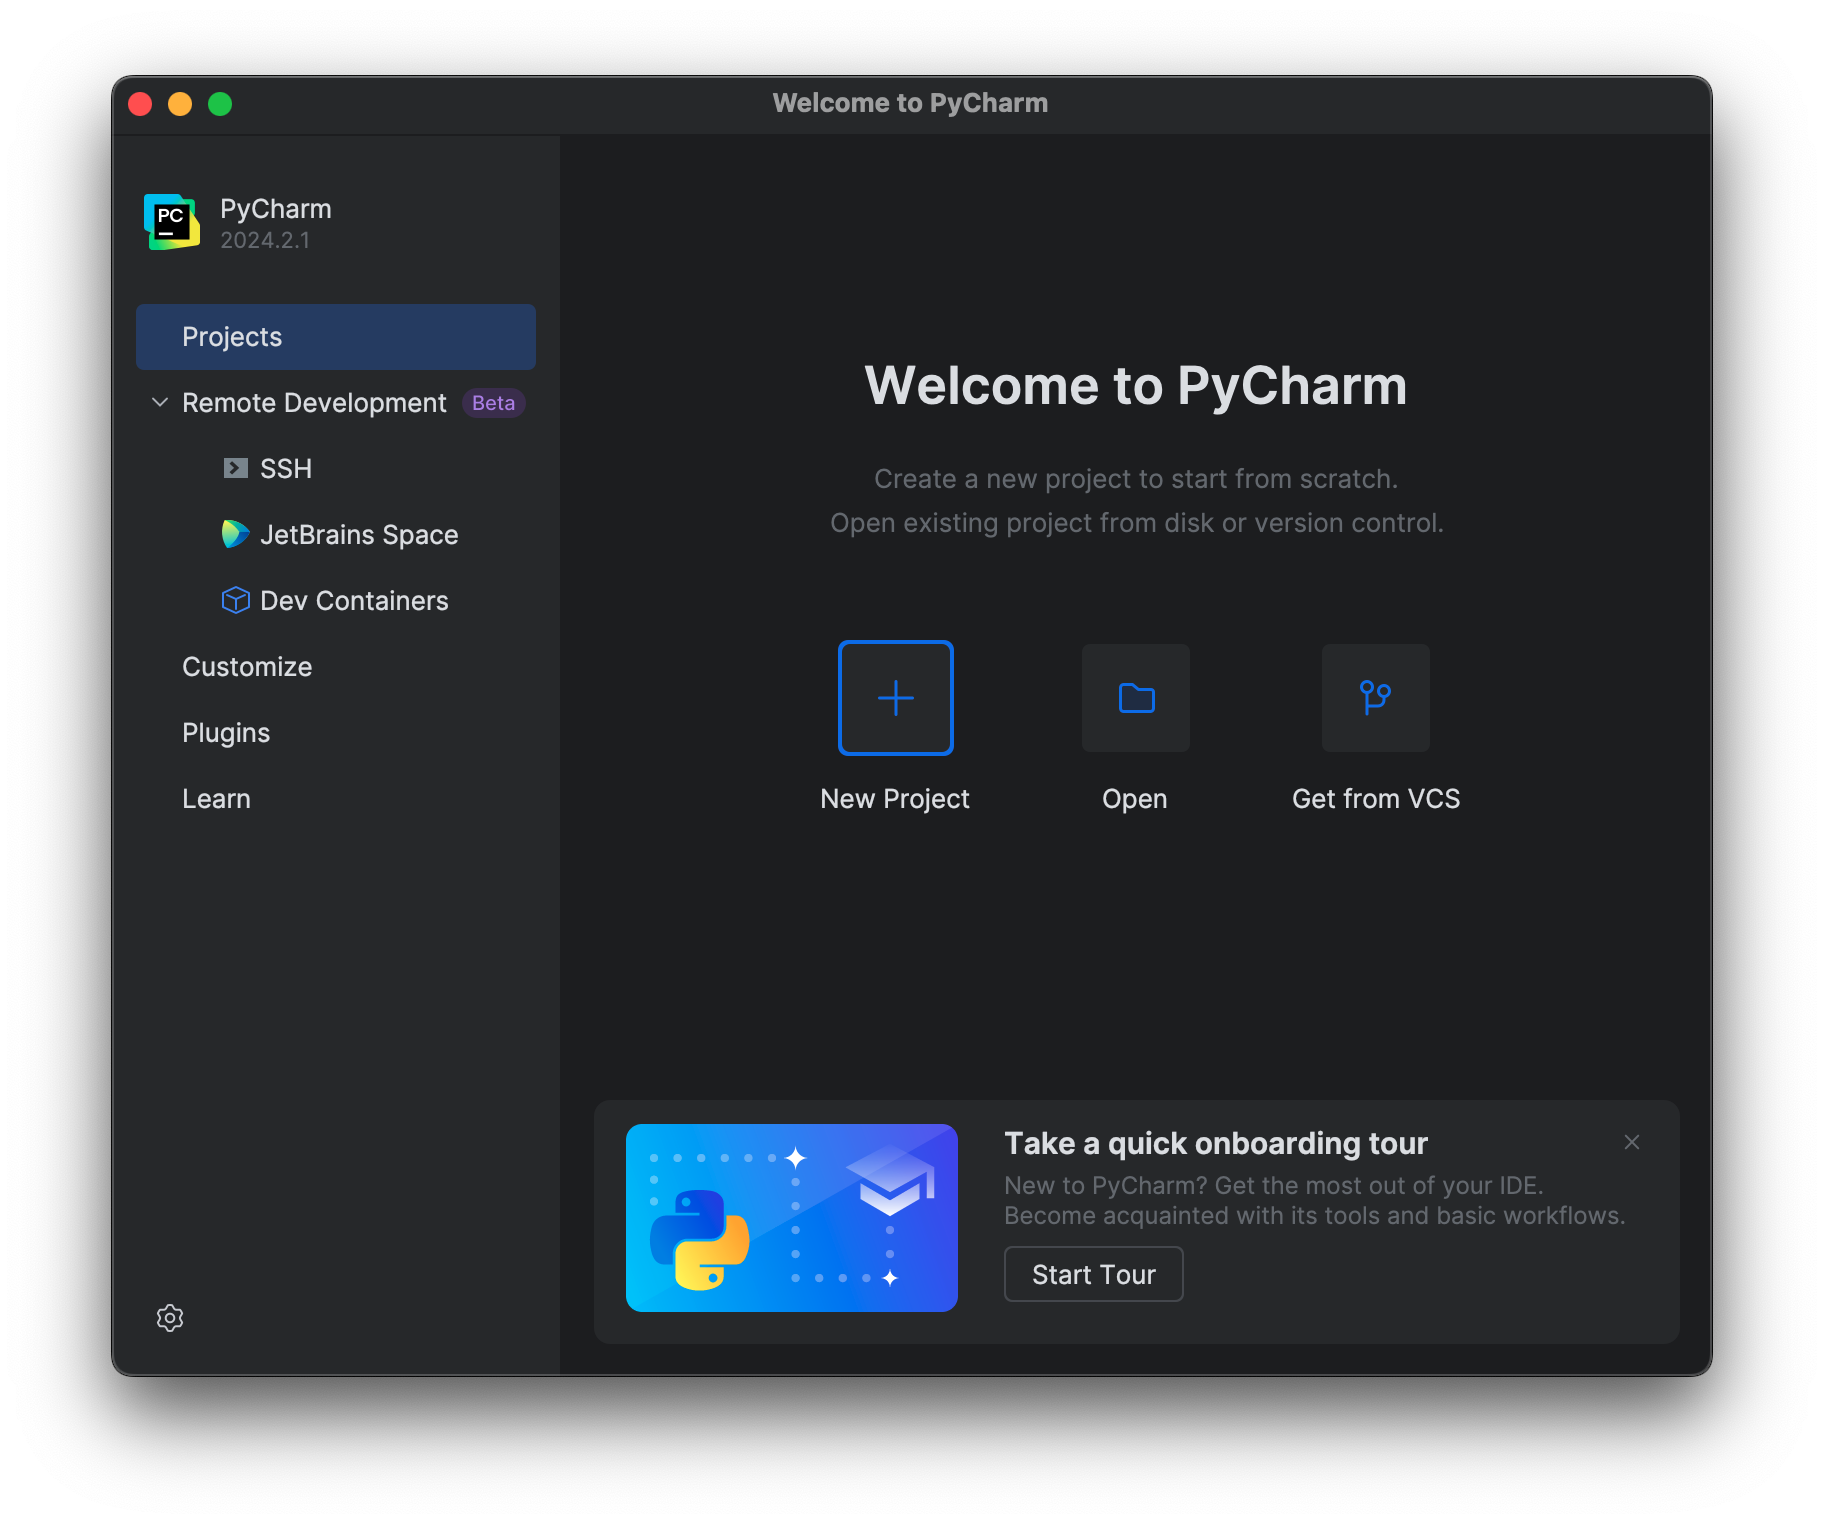 Welcome to PyCharm
PC
PyCharm
2024.2.1
Projects
Remote Development Beta
SSH
JetBrains Space
Dev Containers
Customize
Plugins
Learn
Welcome to PyCharm
Create a new project to start from scratch.
Open existing project from disk or version control.
New Project
Open
Get from VCS
Take a quick onboarding tour
New to PyCharm? Get the most out of your IDE.
Become acquainted with its tools and basic workflows.
Start Tour